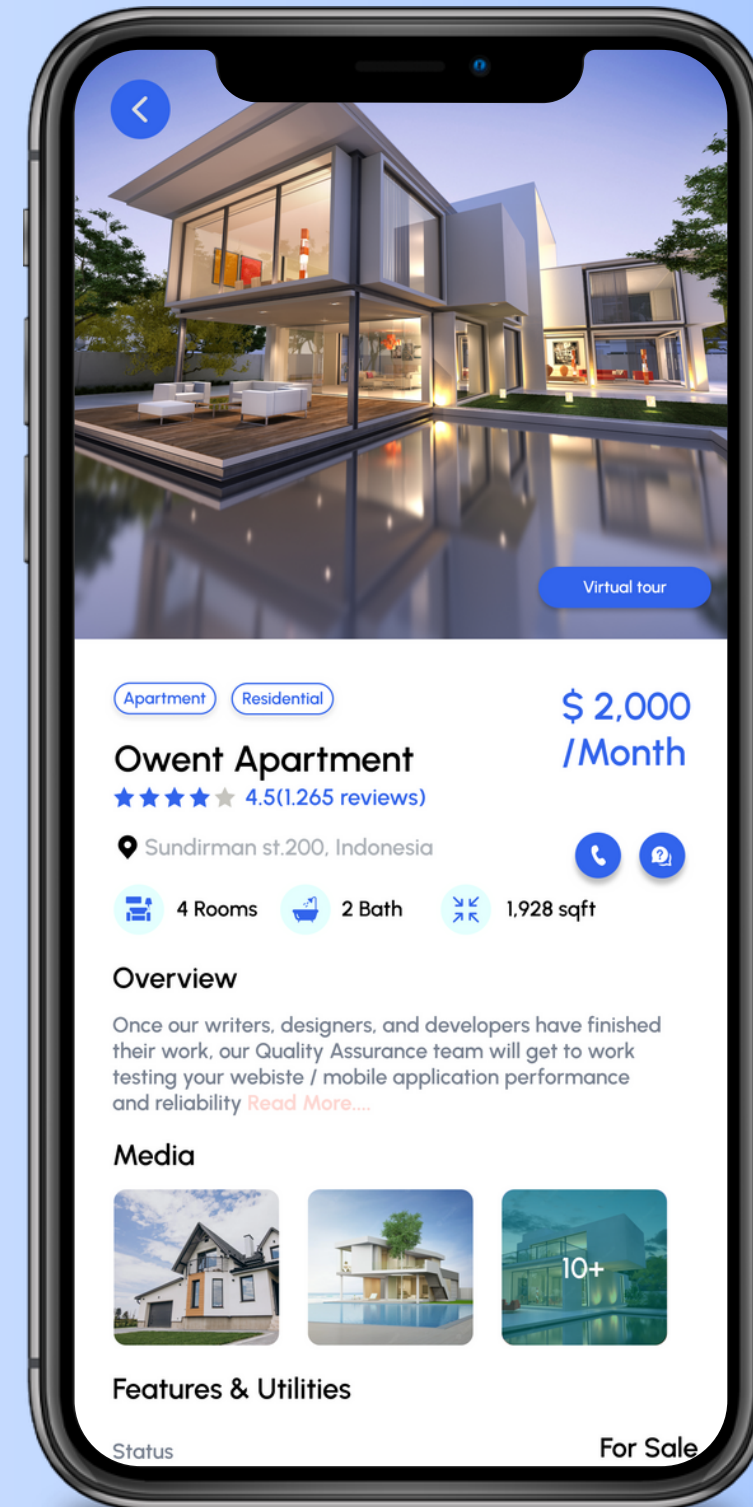 Virtual tour
Apartment
Residential
$ 2,000
/Month
Owent Apartment
4.5(1.265 reviews)
Sundirman st.200, Indonesia
4 Rooms
2 Bath
1,928 sqft
Overview
Once our writers, designers, and developers have finished
their work, our Quality Assurance team will get to work
testing your webiste / mobile application performance
and reliability Read More....
Media
10+
Features & Utilities
Status
For Sale